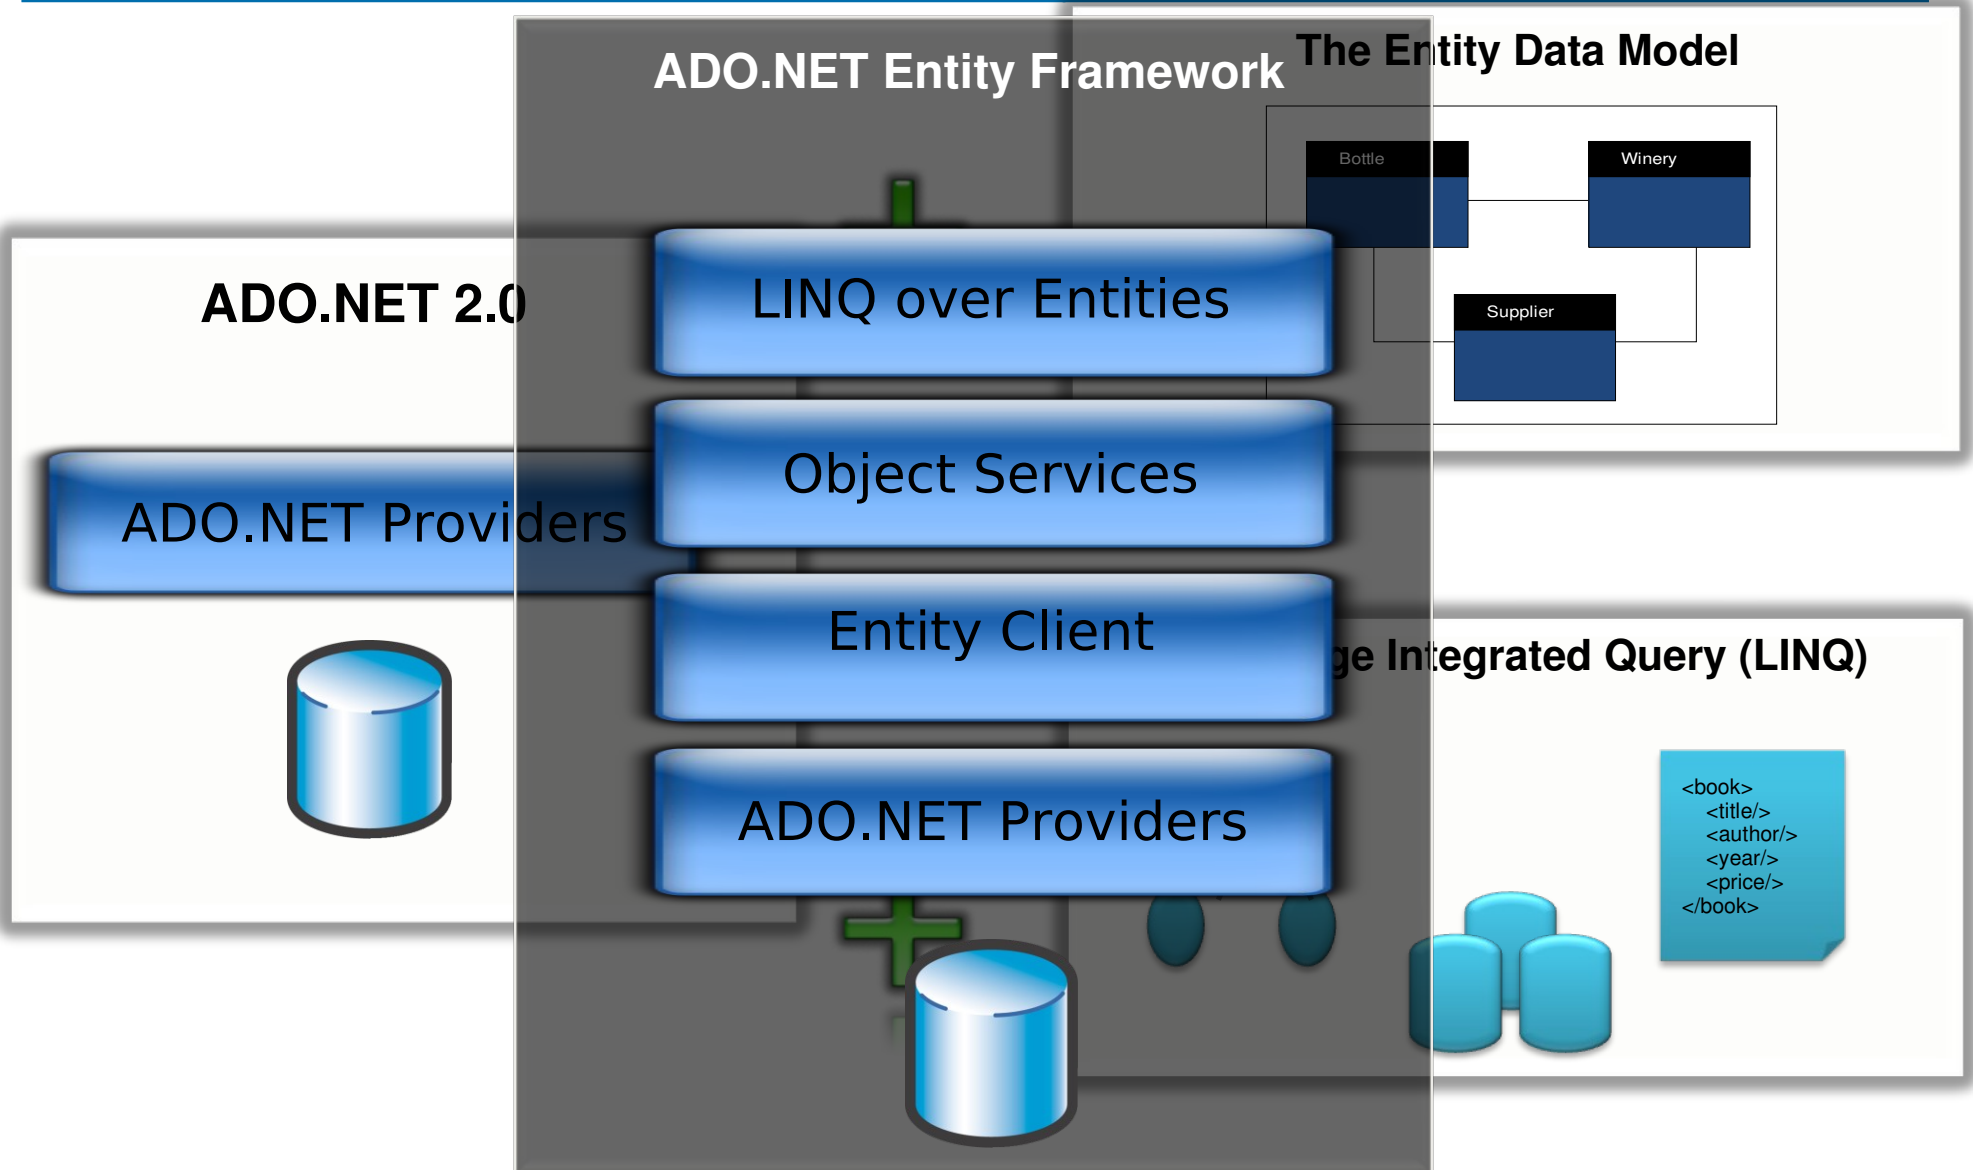 ADO.NET Entity Framework
The Entity Data Model
Bottle
Winery
Supplier
ADO.NET 2.0
ADO.NET Providers
LINQ over Entities
Object Services
Entity Client
ADO.NET Providers
ge Integrated Query (LINQ)
<book>
<title/>
<author/>
<year/>
<price/>
</book>